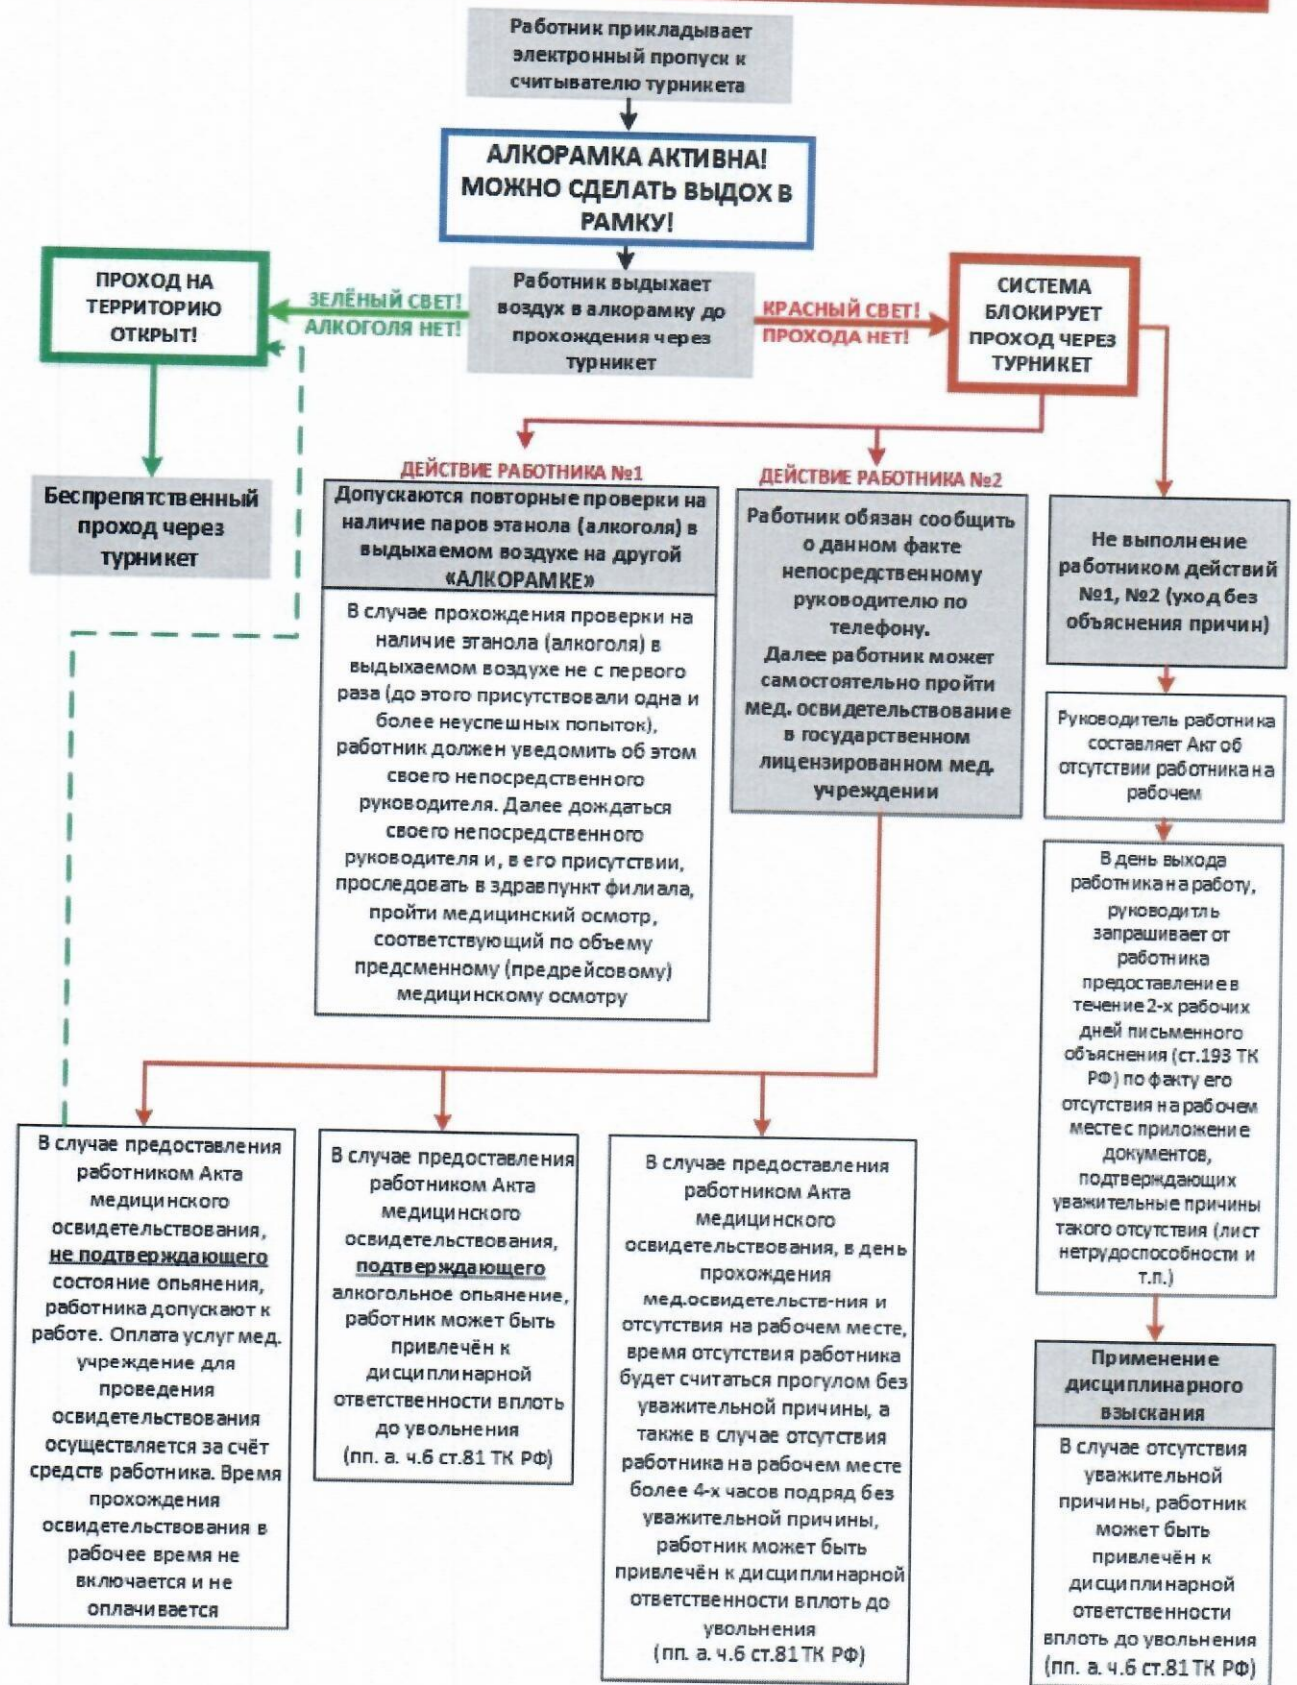 Работник прикладывает
электронный пропуск к
считывателю турникета
АЛКОРАМКА АКТИВНА!
МОЖНО СДЕЛАТЬ ВЫДОХ В
РАМКУ!
ПРОХОД НА
ТЕРРИТОРИЮ
ОТКРЫТ!
ЗЕЛЁНЫЙ СВЕТ!
АЛКОГОЛЯ НЕТ!
Работник выдыхает
воздух в алкорамку до
прохождения через
турникет
КРАСНЫЙ СВЕТ!
ПРОХОДА НЕТ!
СИСТЕМА
БЛОКИРУЕТ
ПРОХОД ЧЕРЕЗ
ТУРНИКЕТ
Беспрепятственный
проход через
турникет
ДЕЙСТВИЕ РАБОТНИКА №1
Допускаются повторные проверки на
наличие паров этанола (алкоголя) в
выдыхаемом воздухе на другой
«АЛКОРАМКЕ»
В случае прохождения проверки на
наличие этанола (алкоголя) в
выдыхаемом воздухе не с первого
раза (до этого присутствовали одна и
более неуспешных попыток),
работник должен уведомить об этом
своего непосредственного
руководителя. Далее дождаться
своего непосредственного
руководителя и, в его присутствии,
проследовать в здравпункт филиала,
пройти медицинский осмотр,
соответствующий по объему
предсменному (предрейсовому)
медицинскому осмотру
ДЕЙСТВИЕ РАБОТНИКА №2
Работник обязан сообщить
о данном факте
непосредственному
руководителю по
телефону.
Далее работник может
самостоятельно пройти
мед. освидетельствование
в государственном
лицензированном мед.
учреждении
Не выполнение
работником действий
№1, №2 (уход без
объяснения причин)
Руководитель работника
составляет Акт об
отсутствии работника на
рабочем
В день выхода
работника на работу,
руководитль
запрашивает от
работника
предоставление в
течение 2-х рабочих
дней письменного
объяснения (ст.193 ТК
РФ) по факту его
отсутствия на рабочем
месте с приложение
документов,
подтверждающих
уважительные причины
такого отсутствия (лист
нетрудоспособности и
т.п.)
В случае предоставления
работником Акта
медицинского
освидетельствования,
не подтверждающего
состояние опьянения,
работника допускают к
работе. Оплата услуг мед.
учреждение для
проведения
освидетельствования
осуществляется за счёт
средств работника. Время
прохождения
освидетельствования в
рабочее время не
включается и не
оплачивается
В случае предоставления
работником Акта
медицинского
освидетельствования,
подтверждающего
алкогольное опьянение,
работник может быть
привлечён к
дисциплинарной
ответственности вплоть
до увольнения
(пп. а. ч.6 ст.81 ТК РФ)
В случае предоставления
работником Акта
медицинского
освидетельствования, в день
прохождения
мед.освидетельств-ния и
отсутствия на рабочем месте,
время отсутствия работника
будет считаться прогулом без
уважительной причины, а
также в случае отсутствия
работника на рабочем месте
более 4-х часов подряд без
уважительной причины,
работник может быть
привлечён к дисциплинарной
ответственности вплоть до
увольнения
(пп. а. ч.6 ст.81 ТК РФ)
Применение
дисциплинарного
взыскания
В случае отсутствия
уважительной
причины, работник
может быть
привлечён к
дисциплинарной
ответственности
вплоть до увольнения
(пп. а. ч.6 ст.81 ТК РФ)